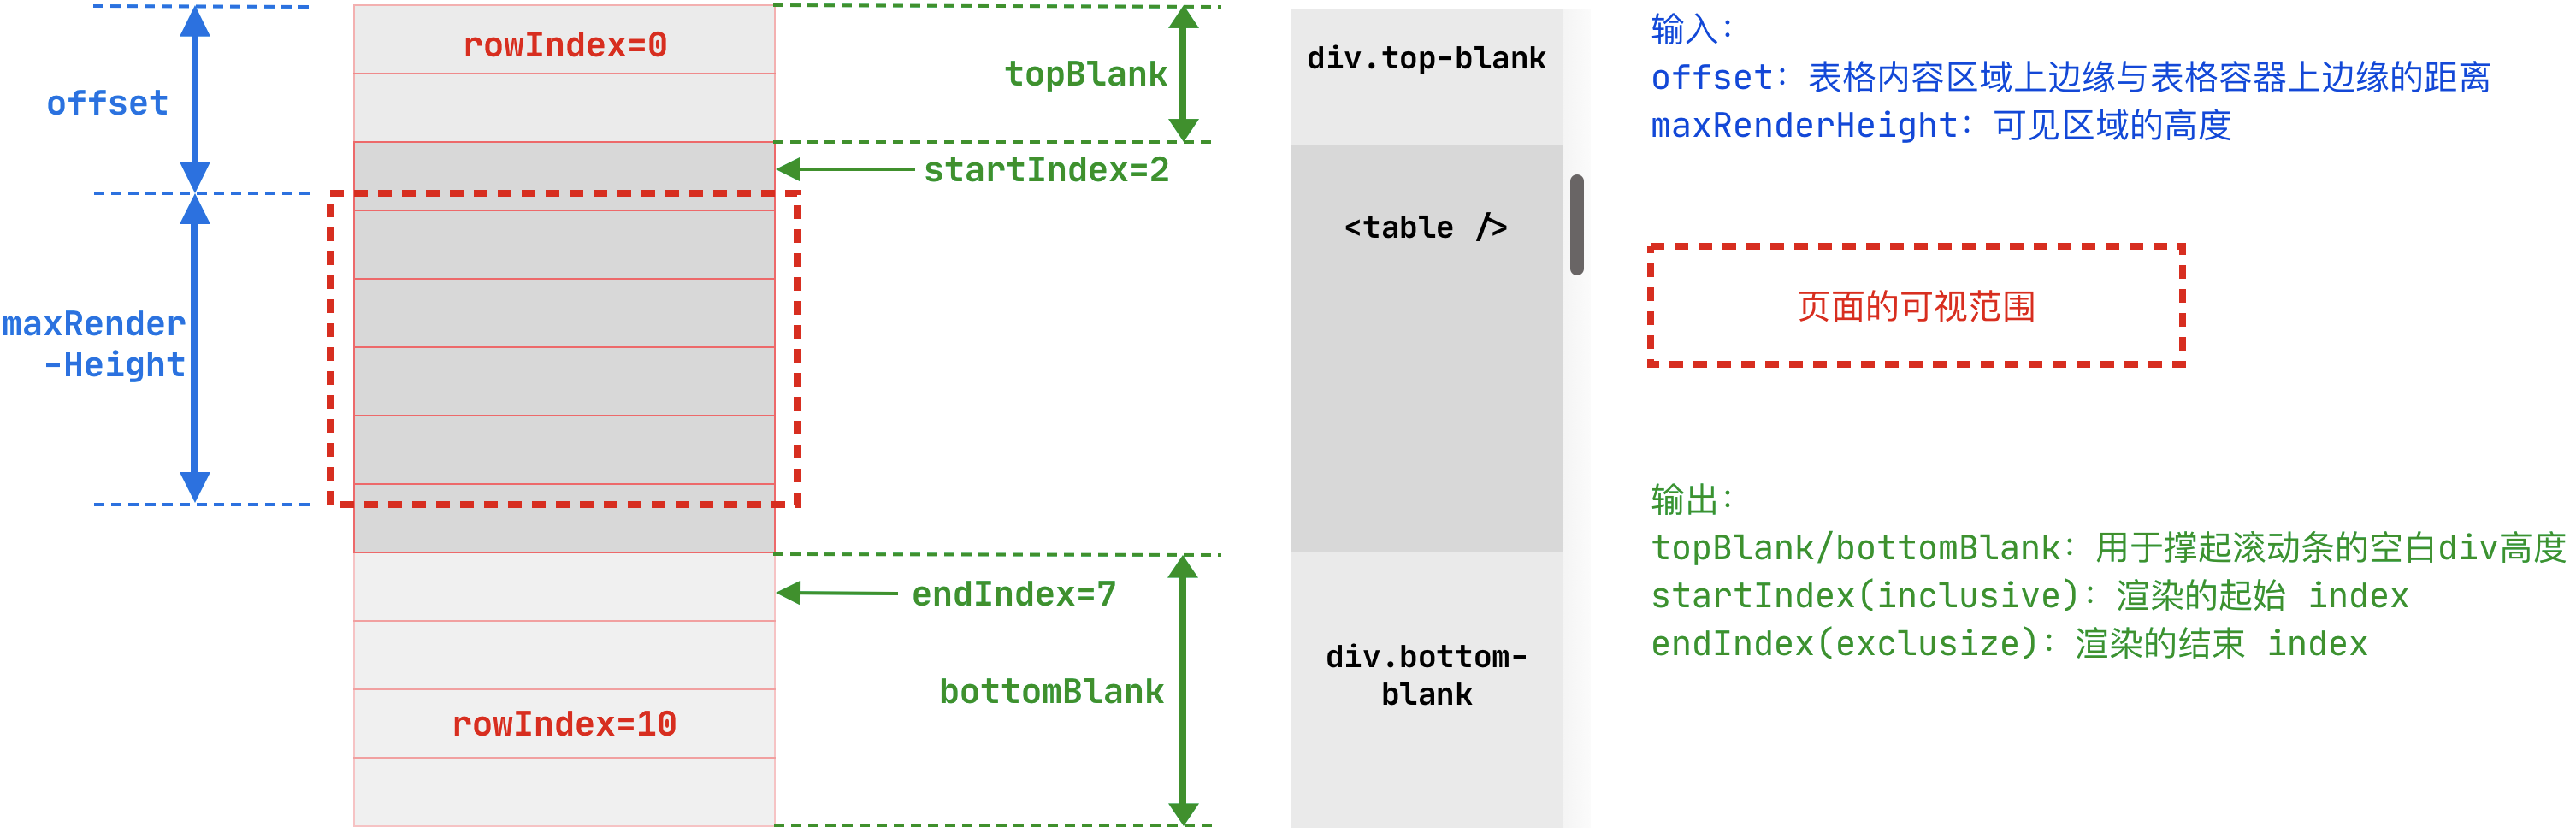 offset
maxRender
-Height
rowIndex=0
rowIndex=10
topBlank
startIndex=2
endIndex=7
bottomBlank
div.top-blank
<table />
div.bottom-
blank
输入：
offset：表格内容区域上边缘与表格容器上边缘的距离
maxRenderHeight：可见区域的高度
页面的可视范围
输出：
topBlank/bottomBlank：用于撑起滚动条的空白div高度
startIndex(inclusive)：渲染的起始 index
endIndex(exclusize)：渲染的结束 index